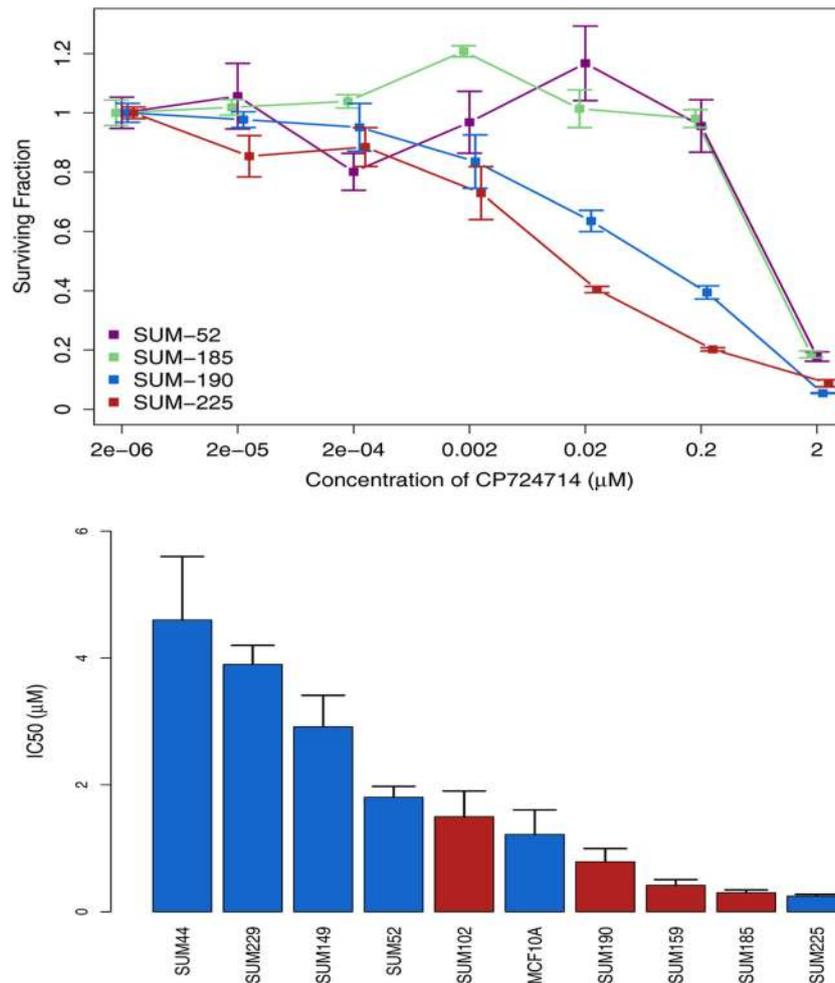 1.2
1
0.8
0.6
0.4
0.2
0
Surviving Fraction
SUM−52
SUM−185
SUM−190
SUM−225
2e−06 2e−05 2e−04 0.002 0.02 0.2 2
Concentration of CP724714 (μM)
6
4
2
0
IC50 (μM)
SUM44 SUM229 SUM149 SUM52 SUM102 MCF10A SUM190 SUM159 SUM185 SUM225